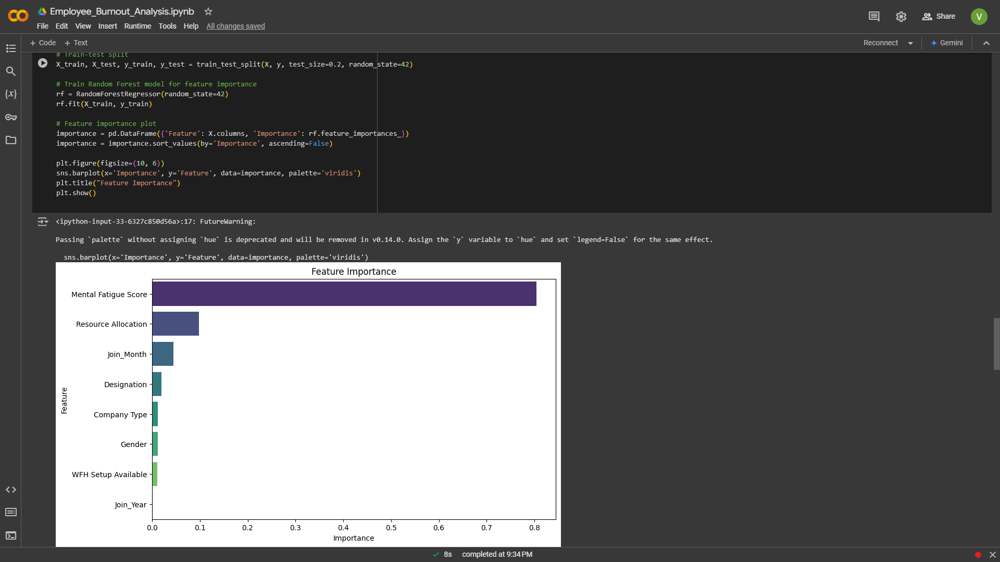 Employee_Burnout_Analysis.ipynb
File Edit View Insert Runtime Tools Help All changes saved
Share
V
+ Code + Text
Reconnect
Gemini
# Train-test split
X_train, X_test, y_train, y_test = train_test_split(X, y, test_size=0.2, random_state=42)
# Train Random Forest model for feature importance
rf = RandomForestRegressor(random_state=42)
rf.fit(X_train, y_train)
# Feature importance plot
importance = pd.DataFrame({'Feature': X.columns, 'Importance': rf.feature_importances_})
importance = importance.sort_values(by='Importance', ascending=False)
plt.figure(figsize=(10, 6))
sns.barplot(x='Importance', y='Feature', data=importance, palette='viridis')
plt.title("Feature Importance")
plt.show()
<ipython-input-33-6327c850d56a>:17: FutureWarning:
Passing `palette` without assigning `hue` is deprecated and will be removed in v0.14.0. Assign the `y` variable to `hue` and set `legend=False` for the same effect.
sns.barplot(x='Importance', y='Feature', data=importance, palette='viridis')
Feature Importance
Mental Fatigue Score
Resource Allocation
Join_Month
Designation
Company Type
Gender
WFH Setup Available
Join_Year
Feature
0.0 0.1 0.2 0.3 0.4 0.5 0.6 0.7 0.8
Importance
8s completed at 9:34 PM